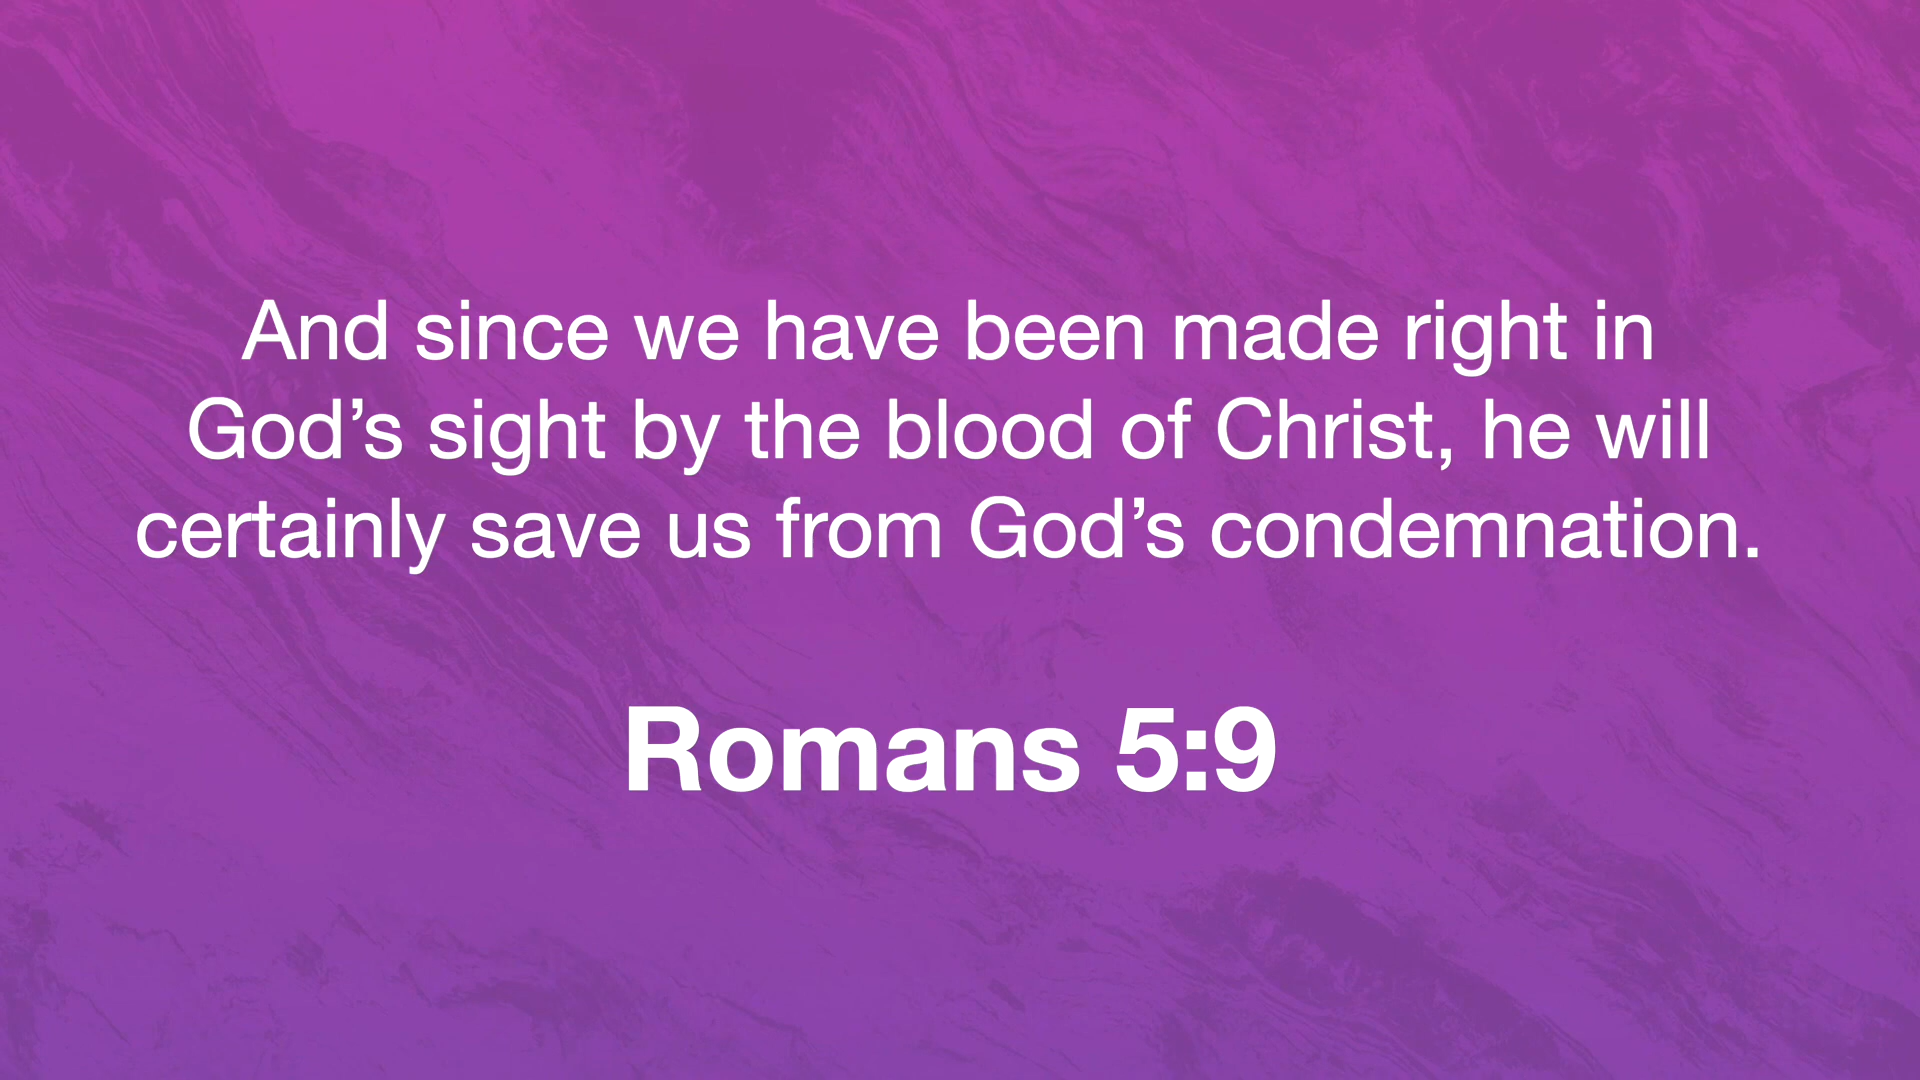 And since we have been made right in
God’s sight by the blood of Christ, he will
certainly save us from God’s condemnation.
Romans 5:9